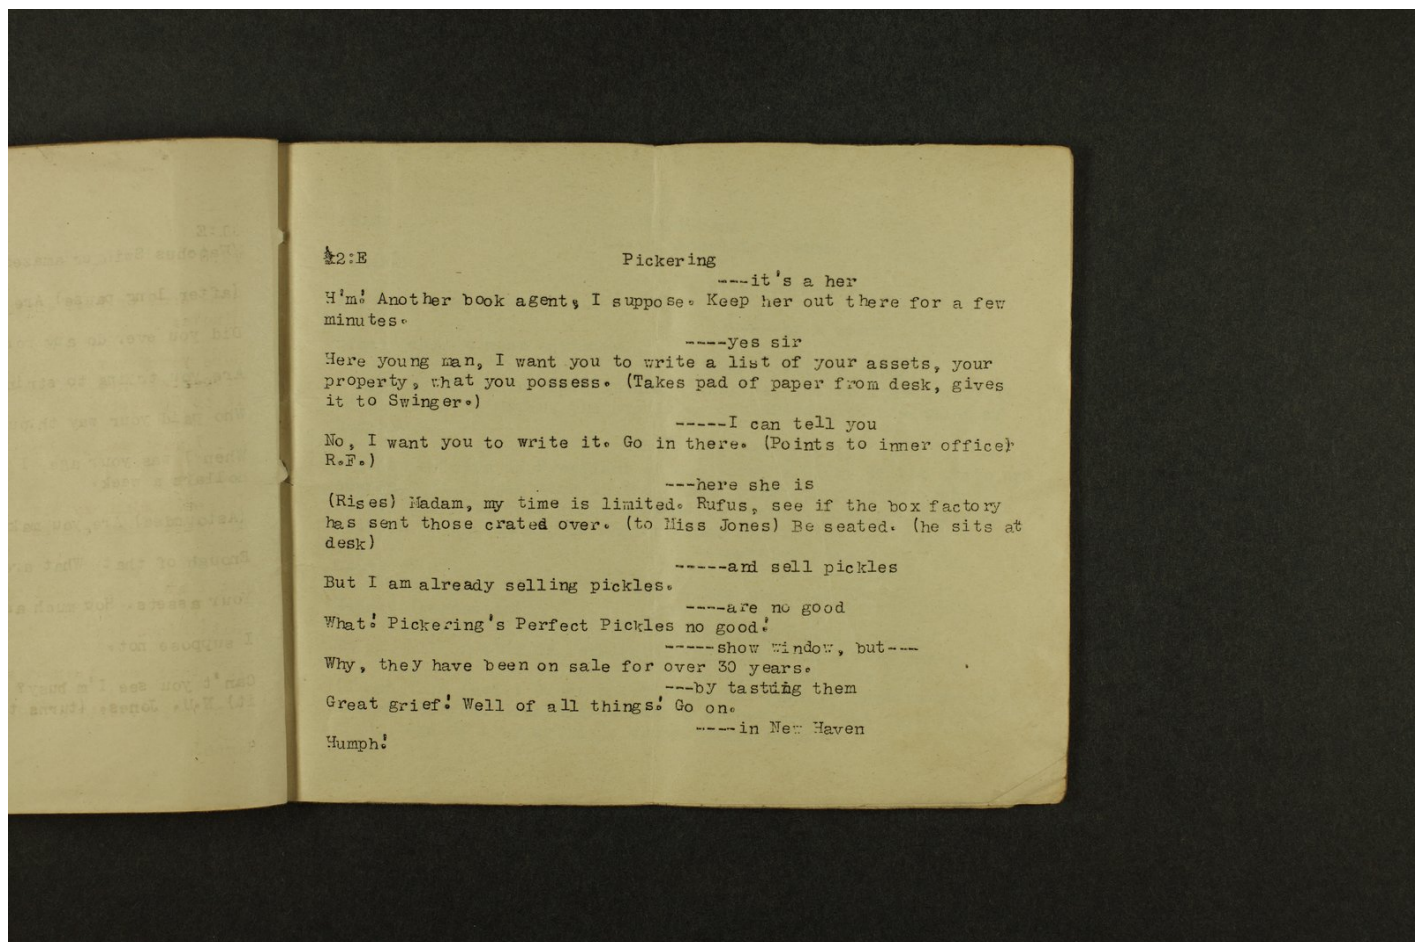 12:E Pickering
---it's a her
H'm! Another book agent, I suppose. Keep her out there for a few
minutes.
----yes sir
Here young man, I want you to write a list of your assets, your
property, what you possess. (Takes pad of paper from desk, gives
it to Swinger.)
-----I can tell you
No, I want you to write it. Go in there. (Points to inner office)
R.F.)
---here she is
(Rises) Madam, my time is limited. Rufus, see if the box factory
has sent those crated over. (to Miss Jones) Be seated. (he sits at
desk)
-----and sell pickles
But I am already selling pickles.
----are no good
What! Pickering's Perfect Pickles no good!
-----show window, but---
Why, they have been on sale for over 30 years.
---by tasting them
Great grief! Well of all things! Go on.
----in New Haven
Humph!